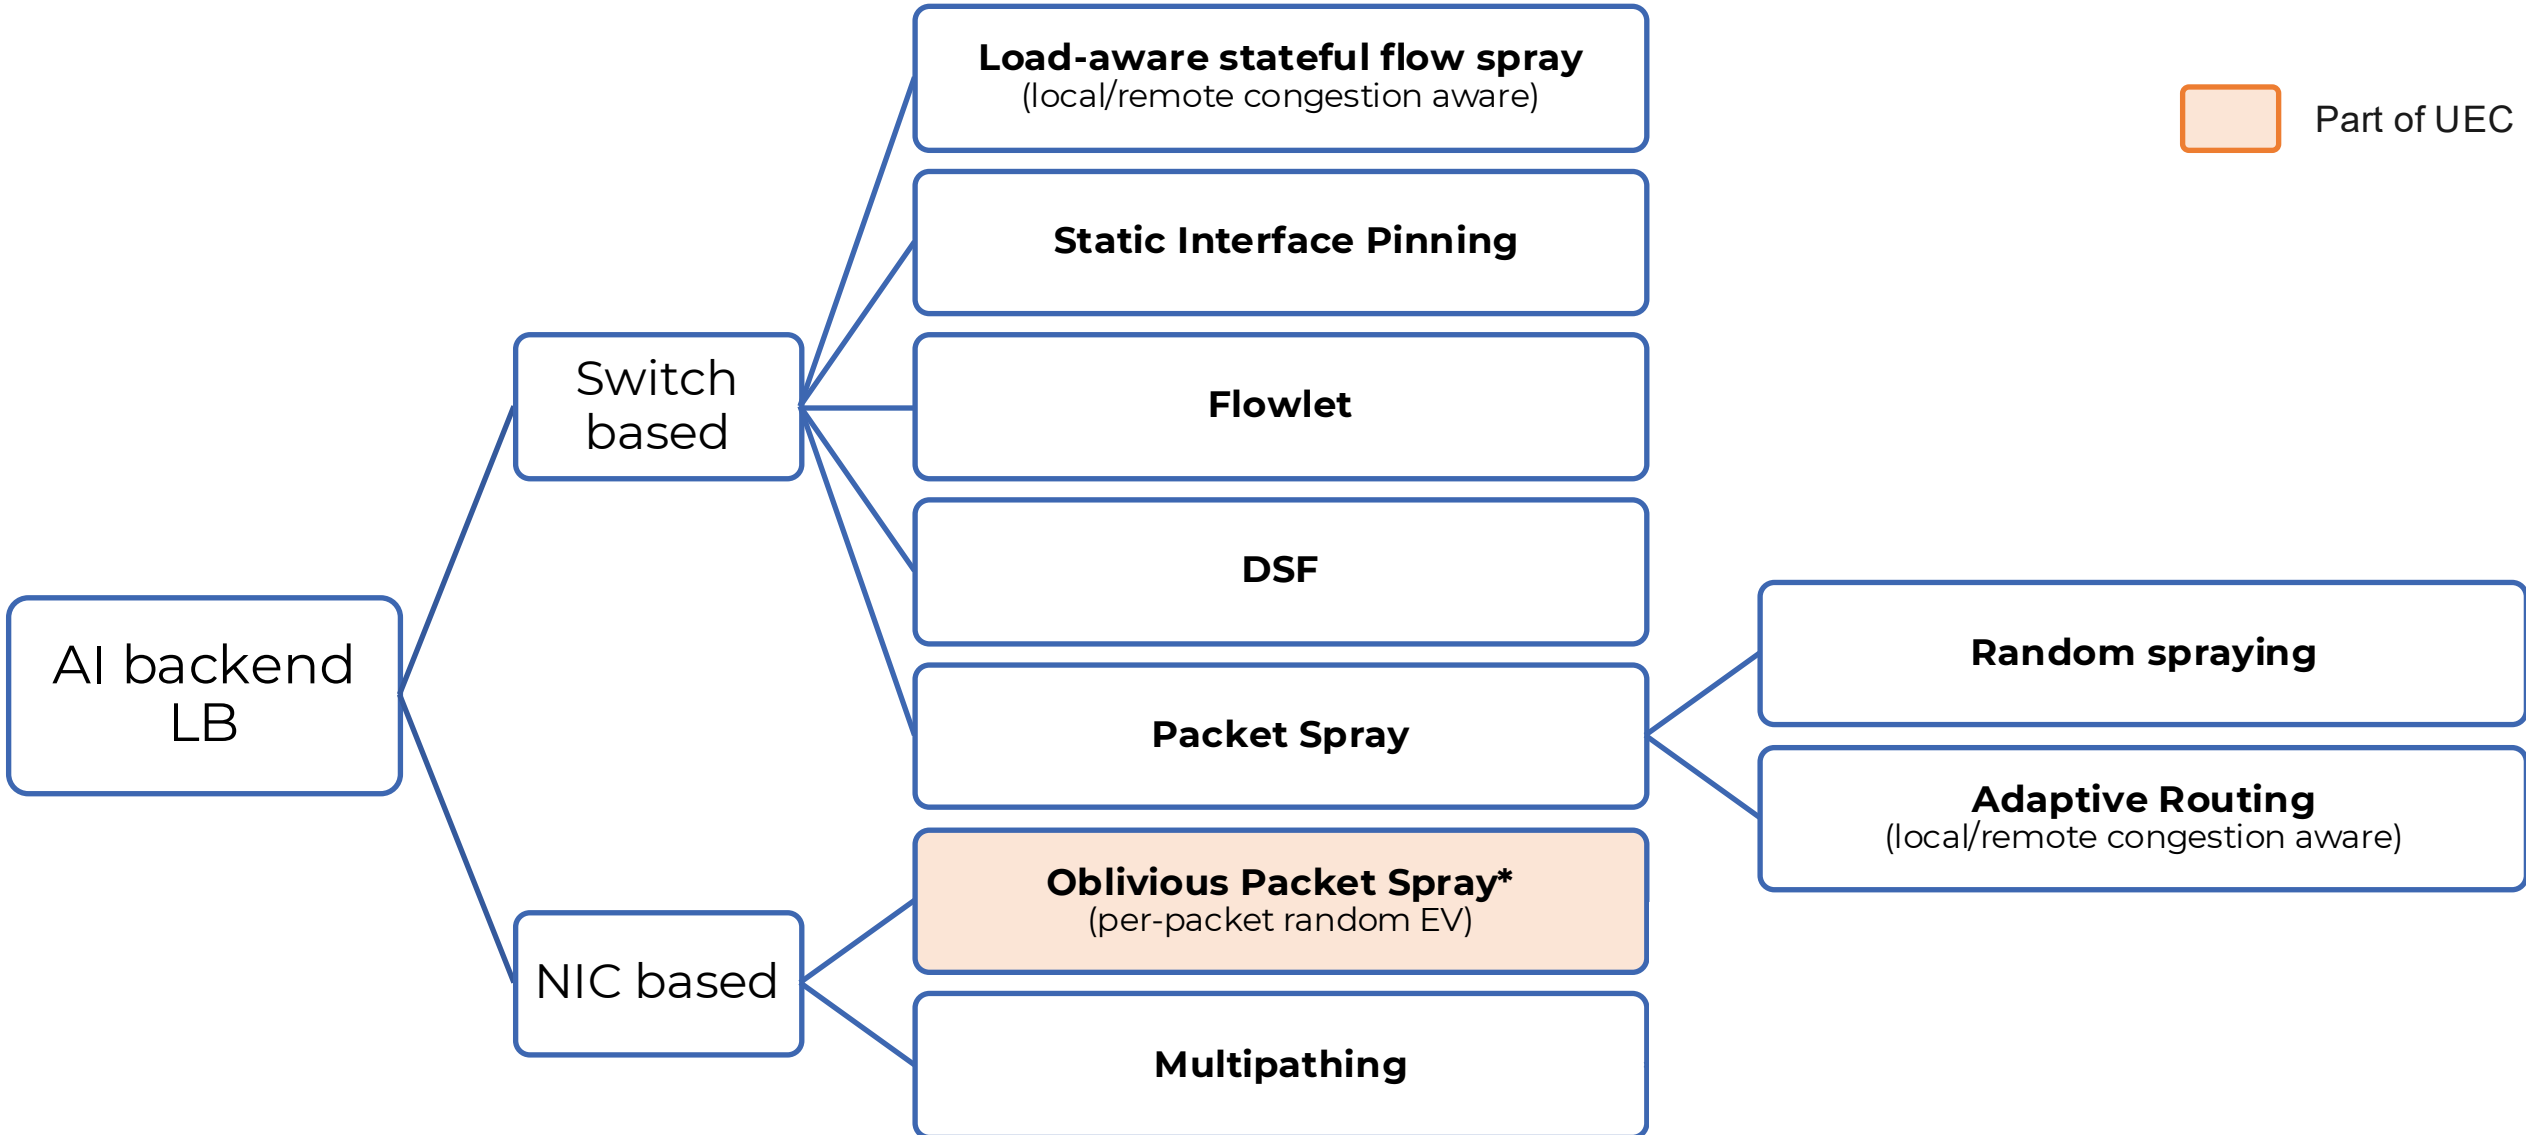 Load-aware stateful flow spray
(local/remote congestion aware)
Part of UEC
Static Interface Pinning
Switch
based
Flowlet
DSF
AI backend
LB
Packet Spray
Random spraying
Adaptive Routing
(local/remote congestion aware)
NIC based
Oblivious Packet Spray*
(per-packet random EV)
Multipathing